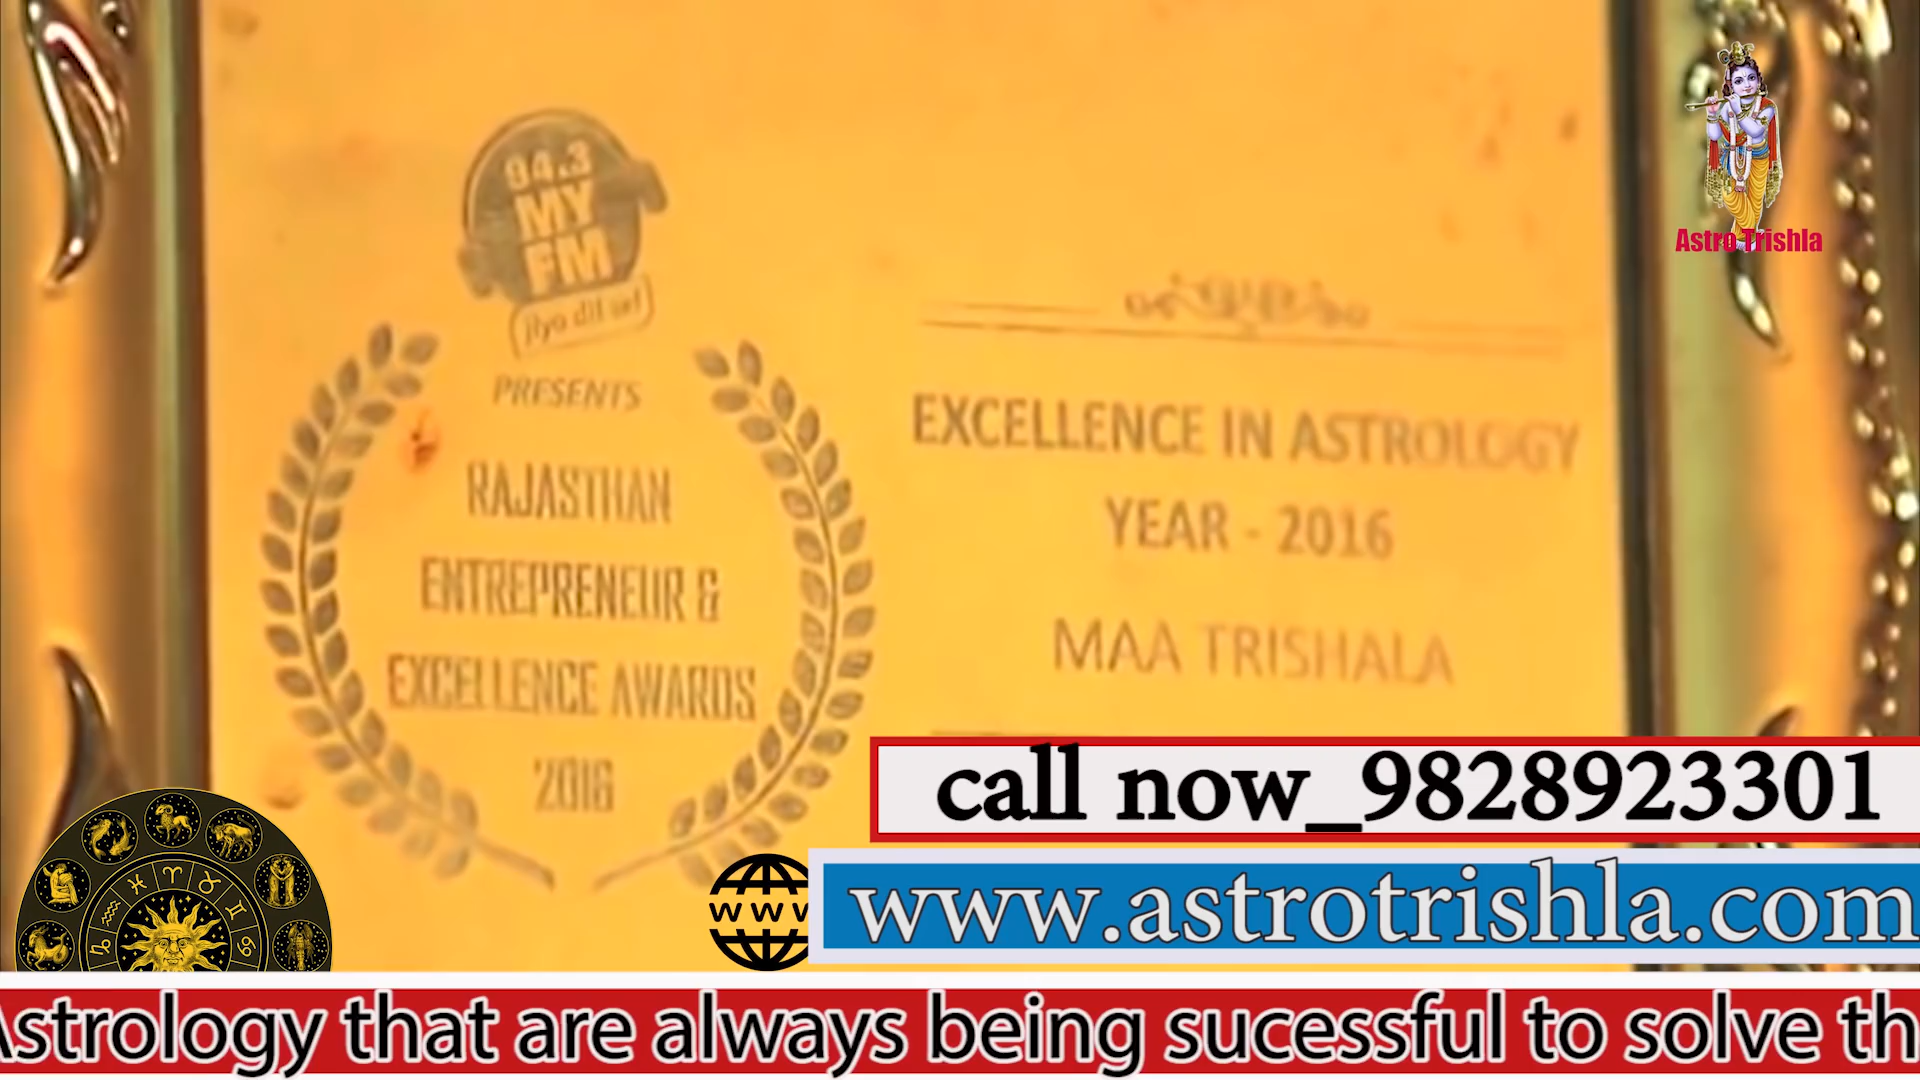 94.3
MY
FM
jiyo dil se!
PRESENTS
RAJASTHAN
ENTREPRENEUR &
EXCELLENCE AWARDS
2016
EXCELLENCE IN ASTROLOGY
YEAR - 2016
MAA TRISHALA
Astro Trishla
call now_9828923301
www
www.astrotrishla.com
Astrology that are always being sucessful to solve th